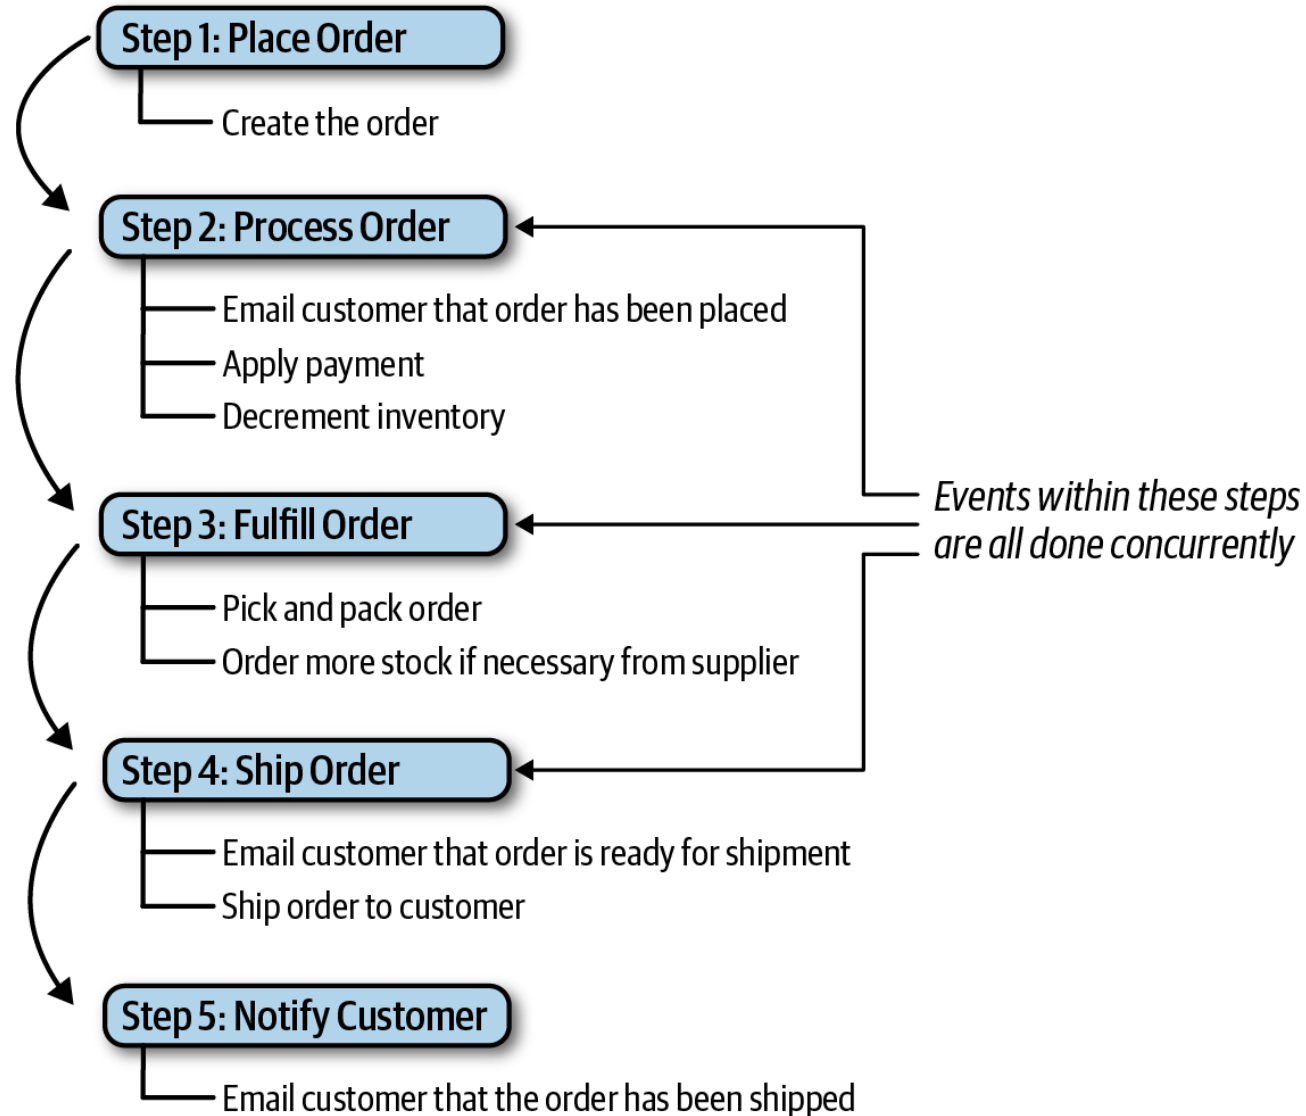 Step 1: Place Order
Create the order
Step 2: Process Order
Email customer that order has been placed
Apply payment
Decrement inventory
Events within these steps
are all done concurrently
Step 3: Fulfill Order
Pick and pack order
Order more stock if necessary from supplier
Step 4: Ship Order
Email customer that order is ready for shipment
Ship order to customer
Step 5: Notify Customer
Email customer that the order has been shipped